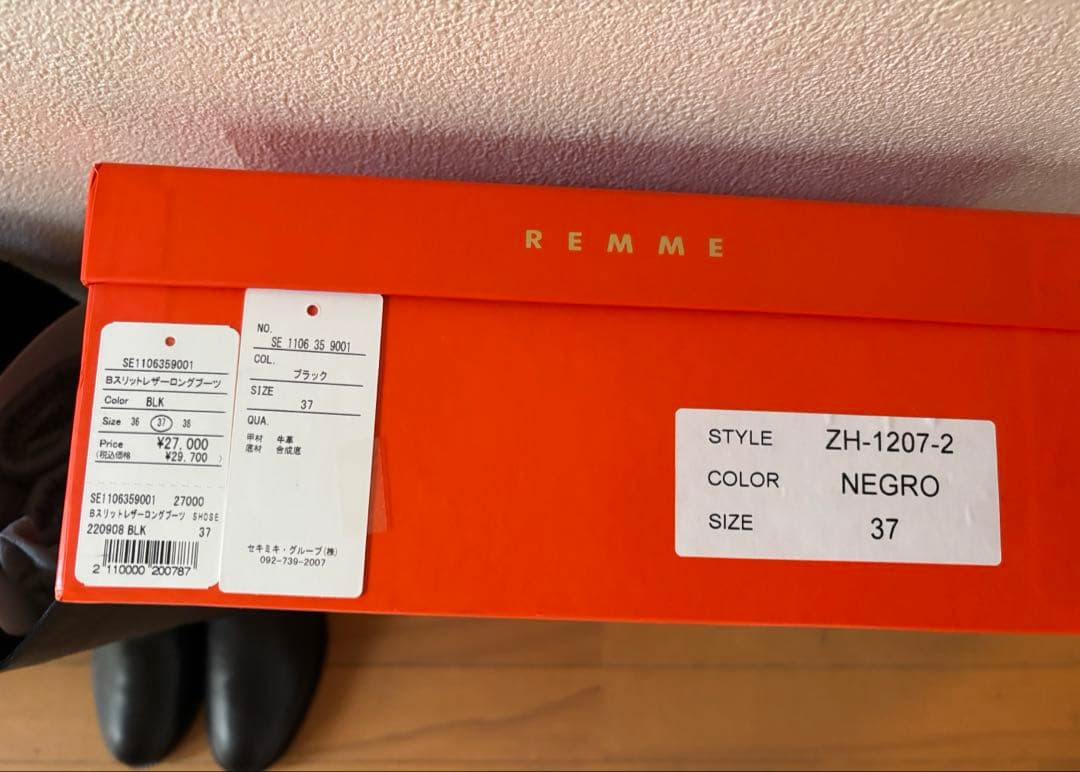 REMME
SE1106359001
Bスリットレザーロングブーツ
Color BLK
Size 36 37 38
Price ¥27,000
(税込価格 ¥29,700 )
SE1106359001 27000
Bスリットレザーロングブーツ SHOSE
220908 BLK 37
2 110000 200787
NO.
SE 1106 35 9001
COL.
ブラック
SIZE
37
QUA.
甲材 牛革
底材 合成底
セキミキ・グループ(株)
092-739-2007
STYLE ZH-1207-2
COLOR NEGRO
SIZE 37